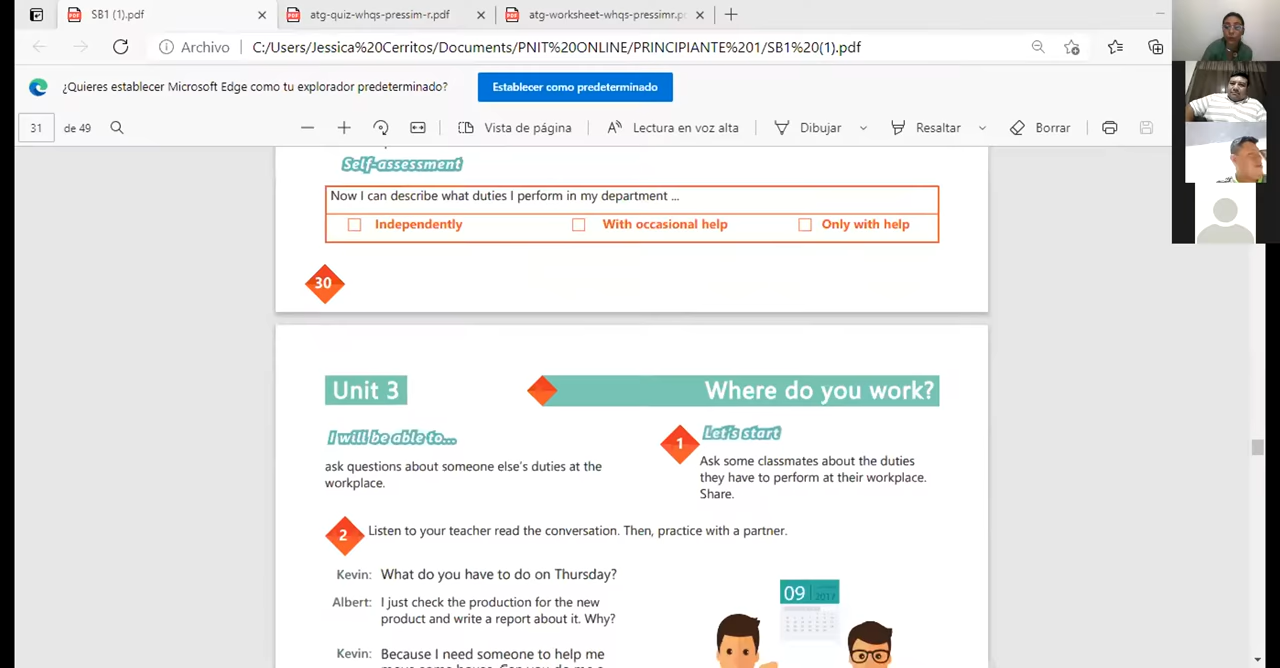 SB1 (1).pdf
atg-quiz-whqs-pressim-r.pdf
atg-worksheet-whqs-pressimr.p
Archivo
C:/Users/Jessica%20Cerritos/Documents/PNIT%20ONLINE/PRINCIPIANTE%201/SB1%20(1).pdf
¿Quieres establecer Microsoft Edge como tu explorador predeterminado?
Establecer como predeterminado
31 de 49
Vista de página
Lectura en voz alta
Dibujar
Resaltar
Borrar
Self-assessment
Now I can describe what duties I perform in my department ...
Independently
With occasional help
Only with help
30
Unit 3
Where do you work?
I will be able to...
ask questions about someone else's duties at the
workplace.
1
Let's start
Ask some classmates about the duties
they have to perform at their workplace.
Share.
2
Listen to your teacher read the conversation. Then, practice with a partner.
Kevin: What do you have to do on Thursday?
Albert: I just check the production for the new
product and write a report about it. Why?
Kevin: Because I need someone to help me
09
2017